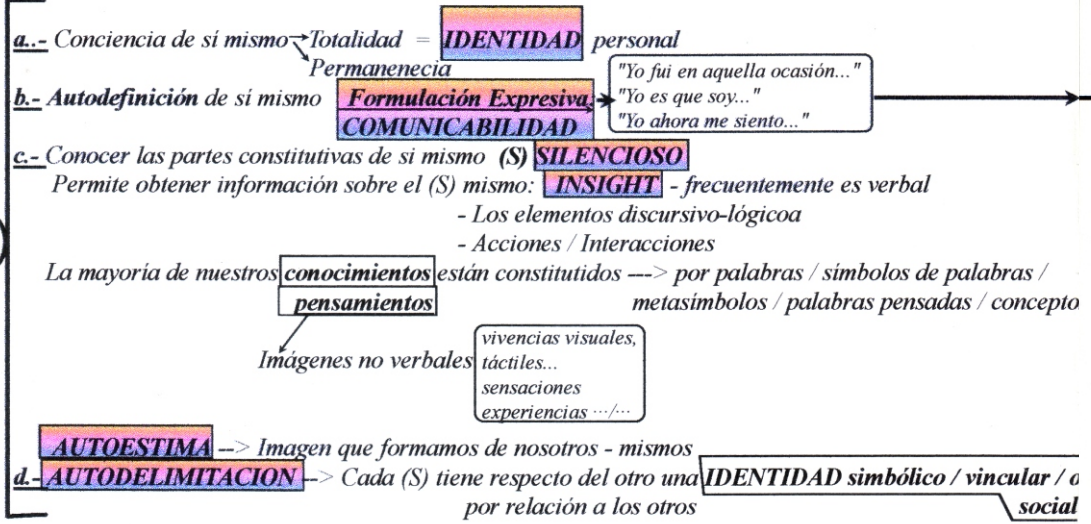 a..- Conciencia de sí mismo → Totalidad = IDENTIDAD personal
Permanenecia
b.- Autodefinición de sí mismo Formulación Expresiva,
COMUNICABILIDAD
"Yo fui en aquella ocasión..."
"Yo es que soy..."
"Yo ahora me siento..."
c.- Conocer las partes constitutivas de si mismo (S) SILENCIOSO
Permite obtener información sobre el (S) mismo: INSIGHT - frecuentemente es verbal
- Los elementos discursivo-lógicoa
- Acciones / Interacciones
La mayoría de nuestros conocimientos están constitutidos ---> por palabras / símbolos de palabras /
pensamientos metasímbolos / palabras pensadas / concepto
Imágenes no verbales
vivencias visuales,
táctiles...
sensaciones
experiencias .../...
AUTOESTIMA --> Imagen que formamos de nosotros - mismos
d.- AUTODELIMITACION --> Cada (S) tiene respecto del otro una IDENTIDAD simbólico / vincular / o
por relación a los otros social